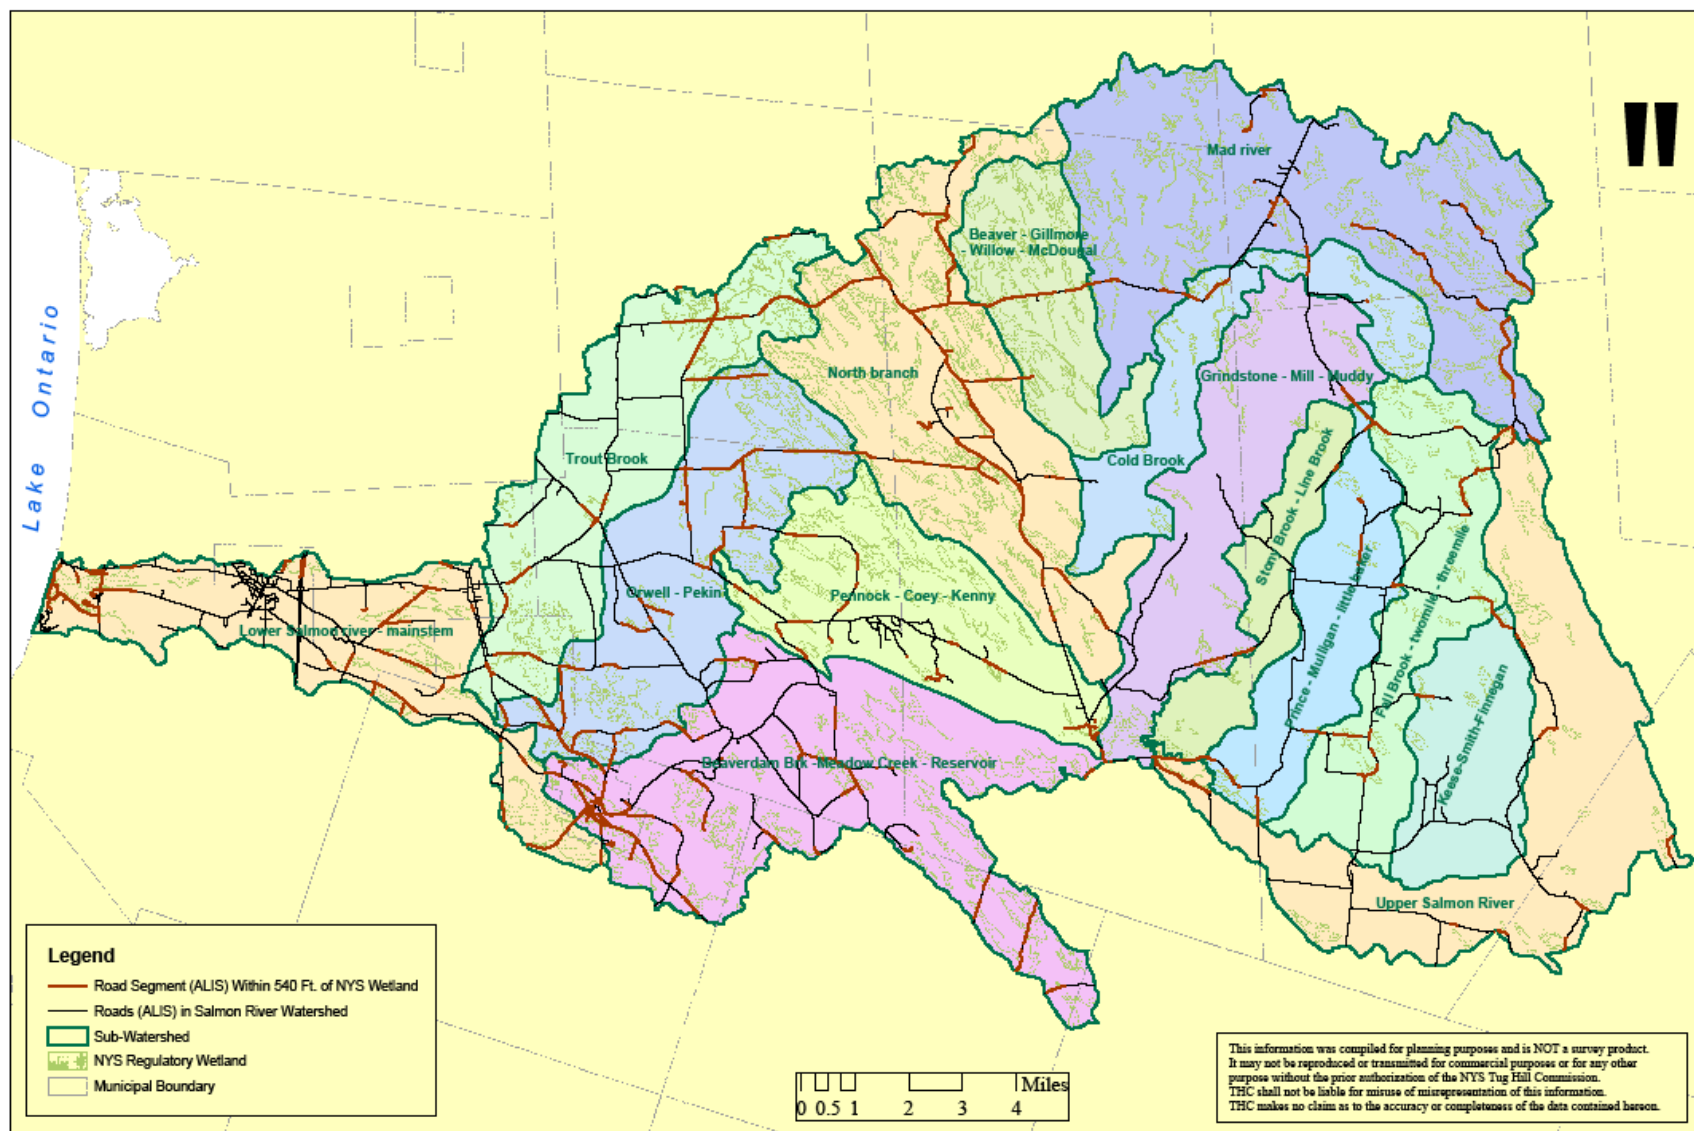 Mad river
Beaver - Gillmore
- Willow - McDougal
North branch
Grindstone - Mill - Muddy
Trout Brook
Cold Brook
Stony Brook - Line Brook
Lake Ontario
Orwell - Pekin
Pennock - Coey - Kenny
Prince - Mulligan - little baker
Fall Brook - twomile - threemile
Lower Salmon river - mainstem
Keese-Smith-Finnegan
Beaverdam Brk -Meadow Creek - Reservoir
Upper Salmon River
Legend
Road Segment (ALIS) Within 540 Ft. of NYS Wetland
Roads (ALIS) in Salmon River Watershed
Sub-Watershed
NYS Regulatory Wetland
Municipal Boundary
Miles
0 0.5 1 2 3 4
This information was compiled for planning purposes and is NOT a survey product.
It may not be reproduced or transmitted for commercial purposes or for any other
purpose without the prior authorization of the NYS Tug Hill Commission.
THC shall not be liable for misuse of misrepresentation of this information.
THC makes no claim as to the accuracy or completeness of the data contained hereon.